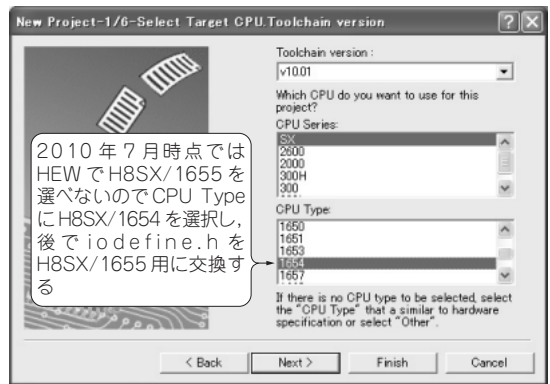 New Project-1/6-Select Target CPU.Toolchain version
Toolchain version :
v10.01
Which CPU do you want to use for this
project?
CPU Series:
SX
2600
2000
300H
300
CPU Type:
1650
1651
1653
1654
1657
If there is no CPU type to be selected, select
the "CPU Type" that a similar to hardware
specification or select "Other".
2010年7月時点では
HEWでH8SX/1655を
選べないのでCPU Type
にH8SX/1654を選択し,
後でiodefine.hを
H8SX/1655用に交換す
る
< Back
Next >
Finish
Cancel